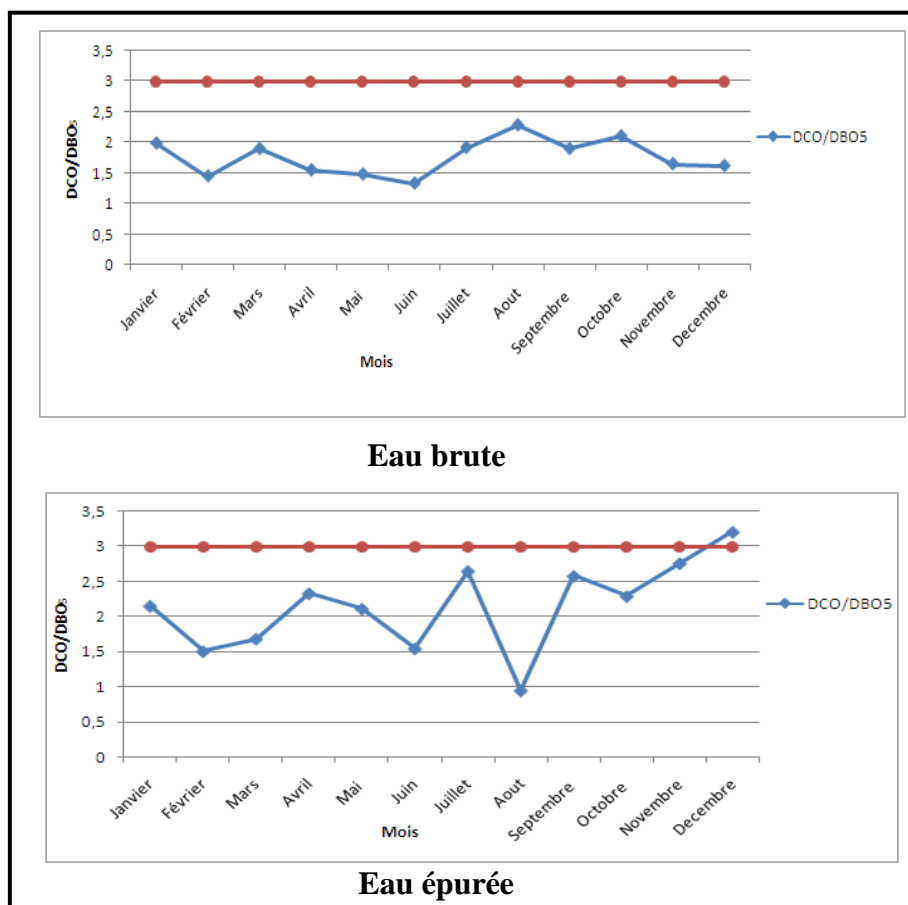 3,5
3
2,5
2
1,5
1
0,5
0
DCO/DBO₅
Janvier
Février
Mars
Avril
Mai
Juin
Juillet
Aout
Septembre
Octobre
Novembre
Decembre
Mois
DCO/DBO5
Eau brute
3,5
3
2,5
2
1,5
1
0,5
0
DCO/DBO₅
Janvier
Février
Mars
Avril
Mai
Juin
Juillet
Aout
Septembre
Octobre
Novembre
Decembre
Mois
DCO/DBO5
Eau épurée